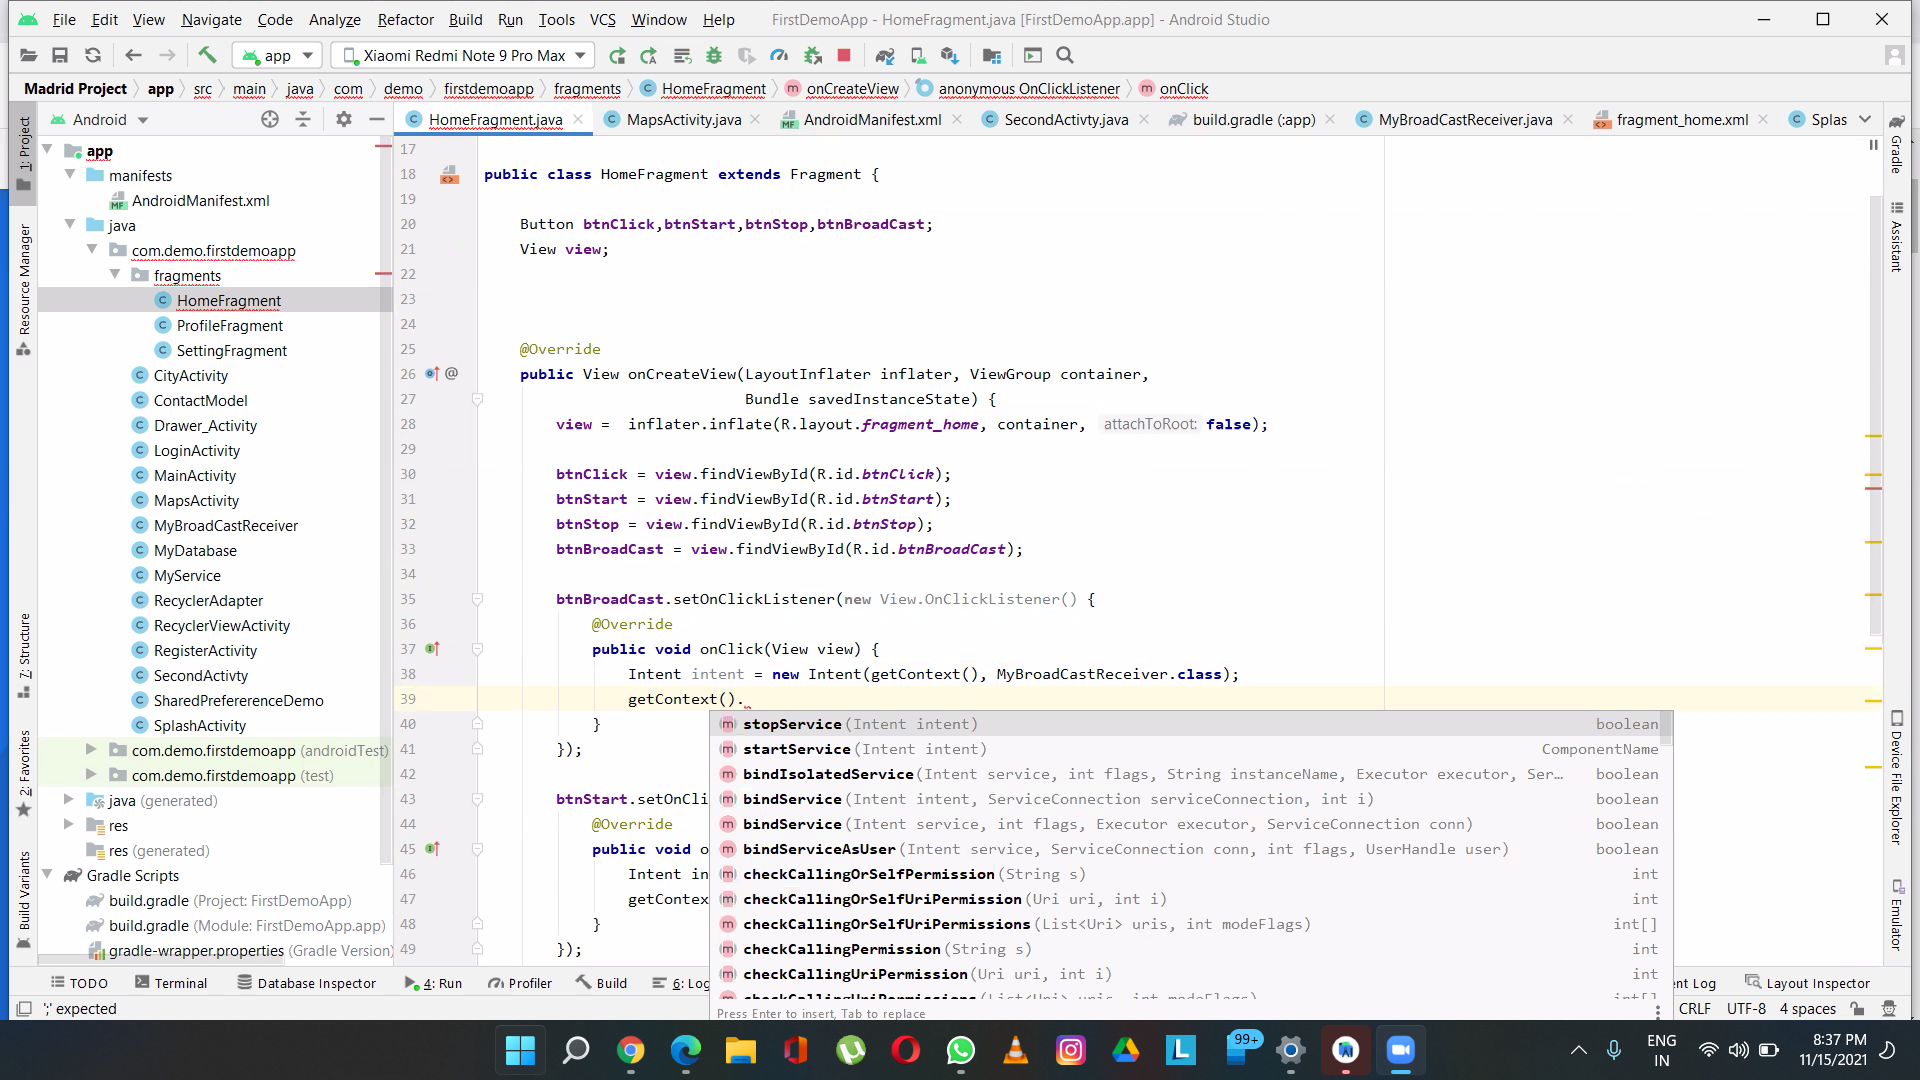 File Edit View Navigate Code Analyze Refactor Build Run Tools VCS Window Help FirstDemoApp - HomeFragment.java [FirstDemoApp.app] - Android Studio
app Xiaomi Redmi Note 9 Pro Max
Madrid Project app src main java com demo firstdemoapp fragments HomeFragment onCreateView anonymous OnClickListener onClick
Android
HomeFragment.java MapsActivity.java AndroidManifest.xml SecondActivty.java build.gradle (:app) MyBroadCastReceiver.java fragment_home.xml Splas
1: Project
Resource Manager
7: Structure
2: Favorites
Build Variants
app
manifests
AndroidManifest.xml
java
com.demo.firstdemoapp
fragments
HomeFragment
ProfileFragment
SettingFragment
CityActivity
ContactModel
Drawer_Activity
LoginActivity
MainActivity
MapsActivity
MyBroadCastReceiver
MyDatabase
MyService
RecyclerAdapter
RecyclerViewActivity
RegisterActivity
SecondActivty
SharedPrefererenceDemo
SplashActivity
com.demo.firstdemoapp (androidTest)
com.demo.firstdemoapp (test)
java (generated)
res
res (generated)
Gradle Scripts
build.gradle (Project: FirstDemoApp)
build.gradle (Module: FirstDemoApp.app)
gradle-wrapper.properties (Gradle Version)
17
18 public class HomeFragment extends Fragment {
19
20 Button btnClick,btnStart,btnStop,btnBroadCast;
21 View view;
22
23
24
25 @Override
26 @ public View onCreateView(LayoutInflater inflater, ViewGroup container,
27 Bundle savedInstanceState) {
28 view = inflater.inflate(R.layout.fragment_home, container, attachToRoot: false);
29
30 btnClick = view.findViewById(R.id.btnClick);
31 btnStart = view.findViewById(R.id.btnStart);
32 btnStop = view.findViewById(R.id.btnStop);
33 btnBroadCast = view.findViewById(R.id.btnBroadCast);
34
35 btnBroadCast.setOnClickListener(new View.OnClickListener() {
36 @Override
37 public void onClick(View view) {
38 Intent intent = new Intent(getContext(), MyBroadCastReceiver.class);
39 getContext().
40 }
41 });
42
43 btnStart.setOnCli
44 @Override
45 public void o
46 Intent in
47 getContex
48 }
49 });
stopService(Intent intent) boolean
startService(Intent intent) ComponentName
bindIsolatedService(Intent service, int flags, String instanceName, Executor executor, Ser… boolean
bindService(Intent intent, ServiceConnection serviceConnection, int i) boolean
bindService(Intent service, int flags, Executor executor, ServiceConnection conn) boolean
bindServiceAsUser(Intent service, ServiceConnection conn, int flags, UserHandle user) boolean
checkCallingOrSelfPermission(String s) int
checkCallingOrSelfUriPermission(Uri uri, int i) int
checkCallingOrSelfUriPermissions(List<Uri> uris, int modeFlags) int[]
checkCallingPermission(String s) int
checkCallingUriPermission(Uri uri, int i) int
checkCallingUriPermissions(List<Uri> uris, int modeFlags) int[]
Press Enter to insert, Tab to replace
Gradle
Assistant
Device File Explorer
Emulator
TODO Terminal Database Inspector 4: Run Profiler Build 6: Log ent Log Layout Inspector
';' expected CRLF UTF-8 4 spaces
99+ ENG IN 8:37 PM 11/15/2021